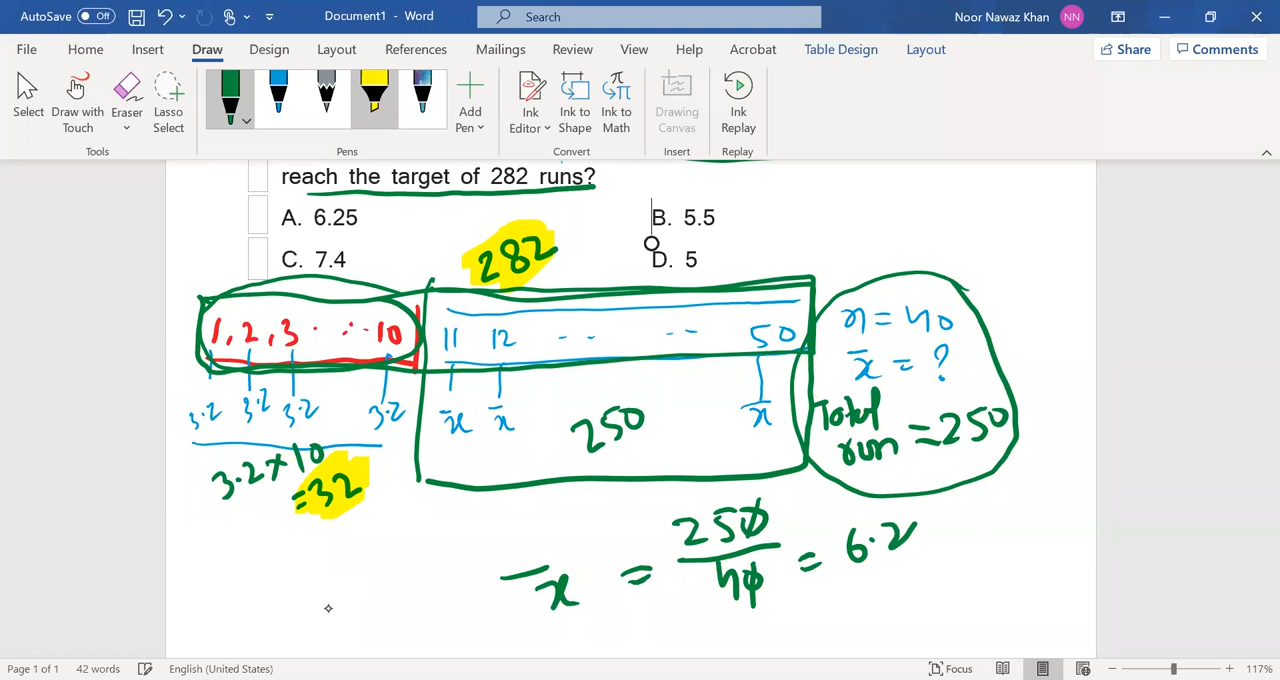 AutoSave Off Document1 - Word Search Noor Nawaz Khan NN
File Home Insert Draw Design Layout References Mailings Review View Help Acrobat Table Design Layout Share Comments
Select Draw with Touch Eraser Lasso Select Add Pen Ink Editor Ink to Shape Ink to Math Drawing Canvas Ink Replay
Tools Pens Convert Insert Replay
reach the target of 282 runs?
A. 6.25 B. 5.5
C. 7.4 D. 5
282
1, 2, 3 . . . 10 11 12 - - - - 50
3.2 3.2 3.2 3.2 x̄ x̄ x̄
3.2 × 10
= 32
250
n = 40
x̄ = ?
Total run = 250
x̄ = 250/40 = 6.2
Page 1 of 1 42 words English (United States) Focus 117%